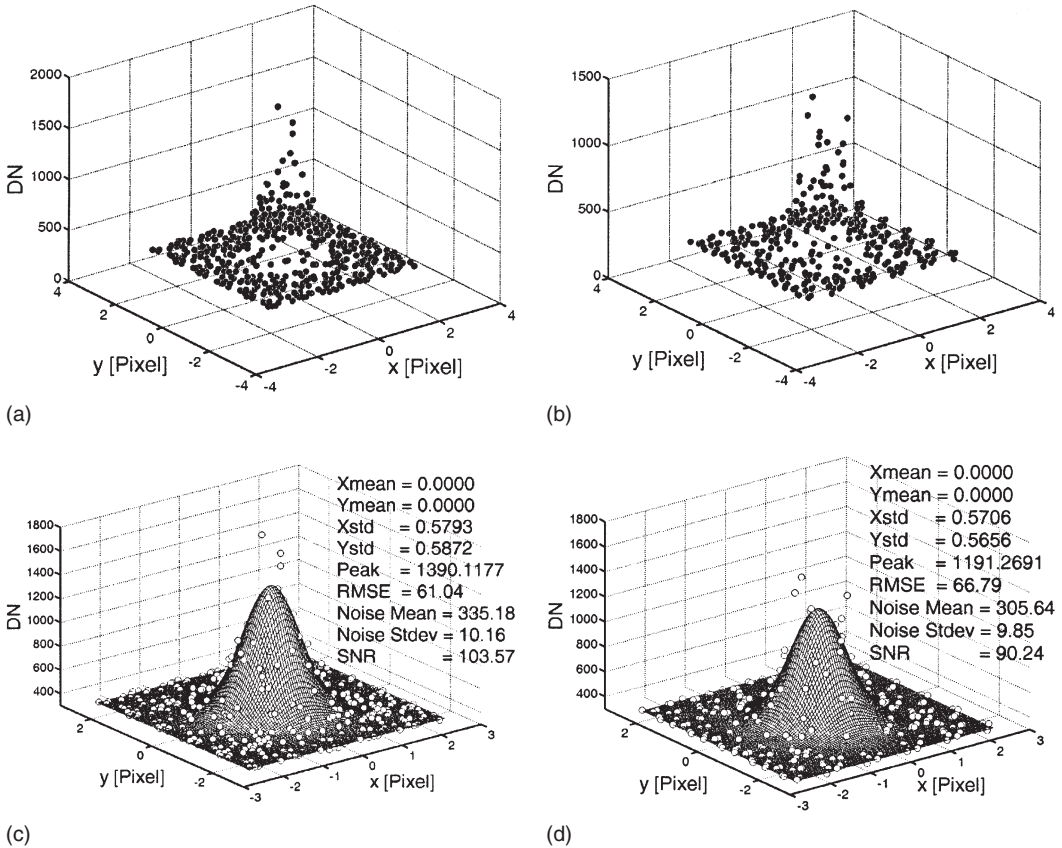 2000
1500
1000
500
0
DN
4
2
0
-2
-4
y [Pixel]
-4
-2
0
2
4
x [Pixel]
(a)
1500
1000
500
0
DN
4
2
0
-2
-4
y [Pixel]
-4
-2
0
2
4
x [Pixel]
(b)
Xmean = 0.0000
Ymean = 0.0000
Xstd = 0.5793
Ystd = 0.5872
Peak = 1390.1177
RMSE = 61.04
Noise Mean = 335.18
Noise Stdev = 10.16
SNR = 103.57
1800
1600
1400
1200
1000
800
600
400
DN
2
0
-2
y [Pixel]
-3
-2
-1
0
1
2
3
x [Pixel]
(c)
Xmean = 0.0000
Ymean = 0.0000
Xstd = 0.5706
Ystd = 0.5656
Peak = 1191.2691
RMSE = 66.79
Noise Mean = 305.64
Noise Stdev = 9.85
SNR = 90.24
1800
1600
1400
1200
1000
800
600
400
DN
2
0
-2
y [Pixel]
-3
-2
-1
0
1
2
3
x [Pixel]
(d)